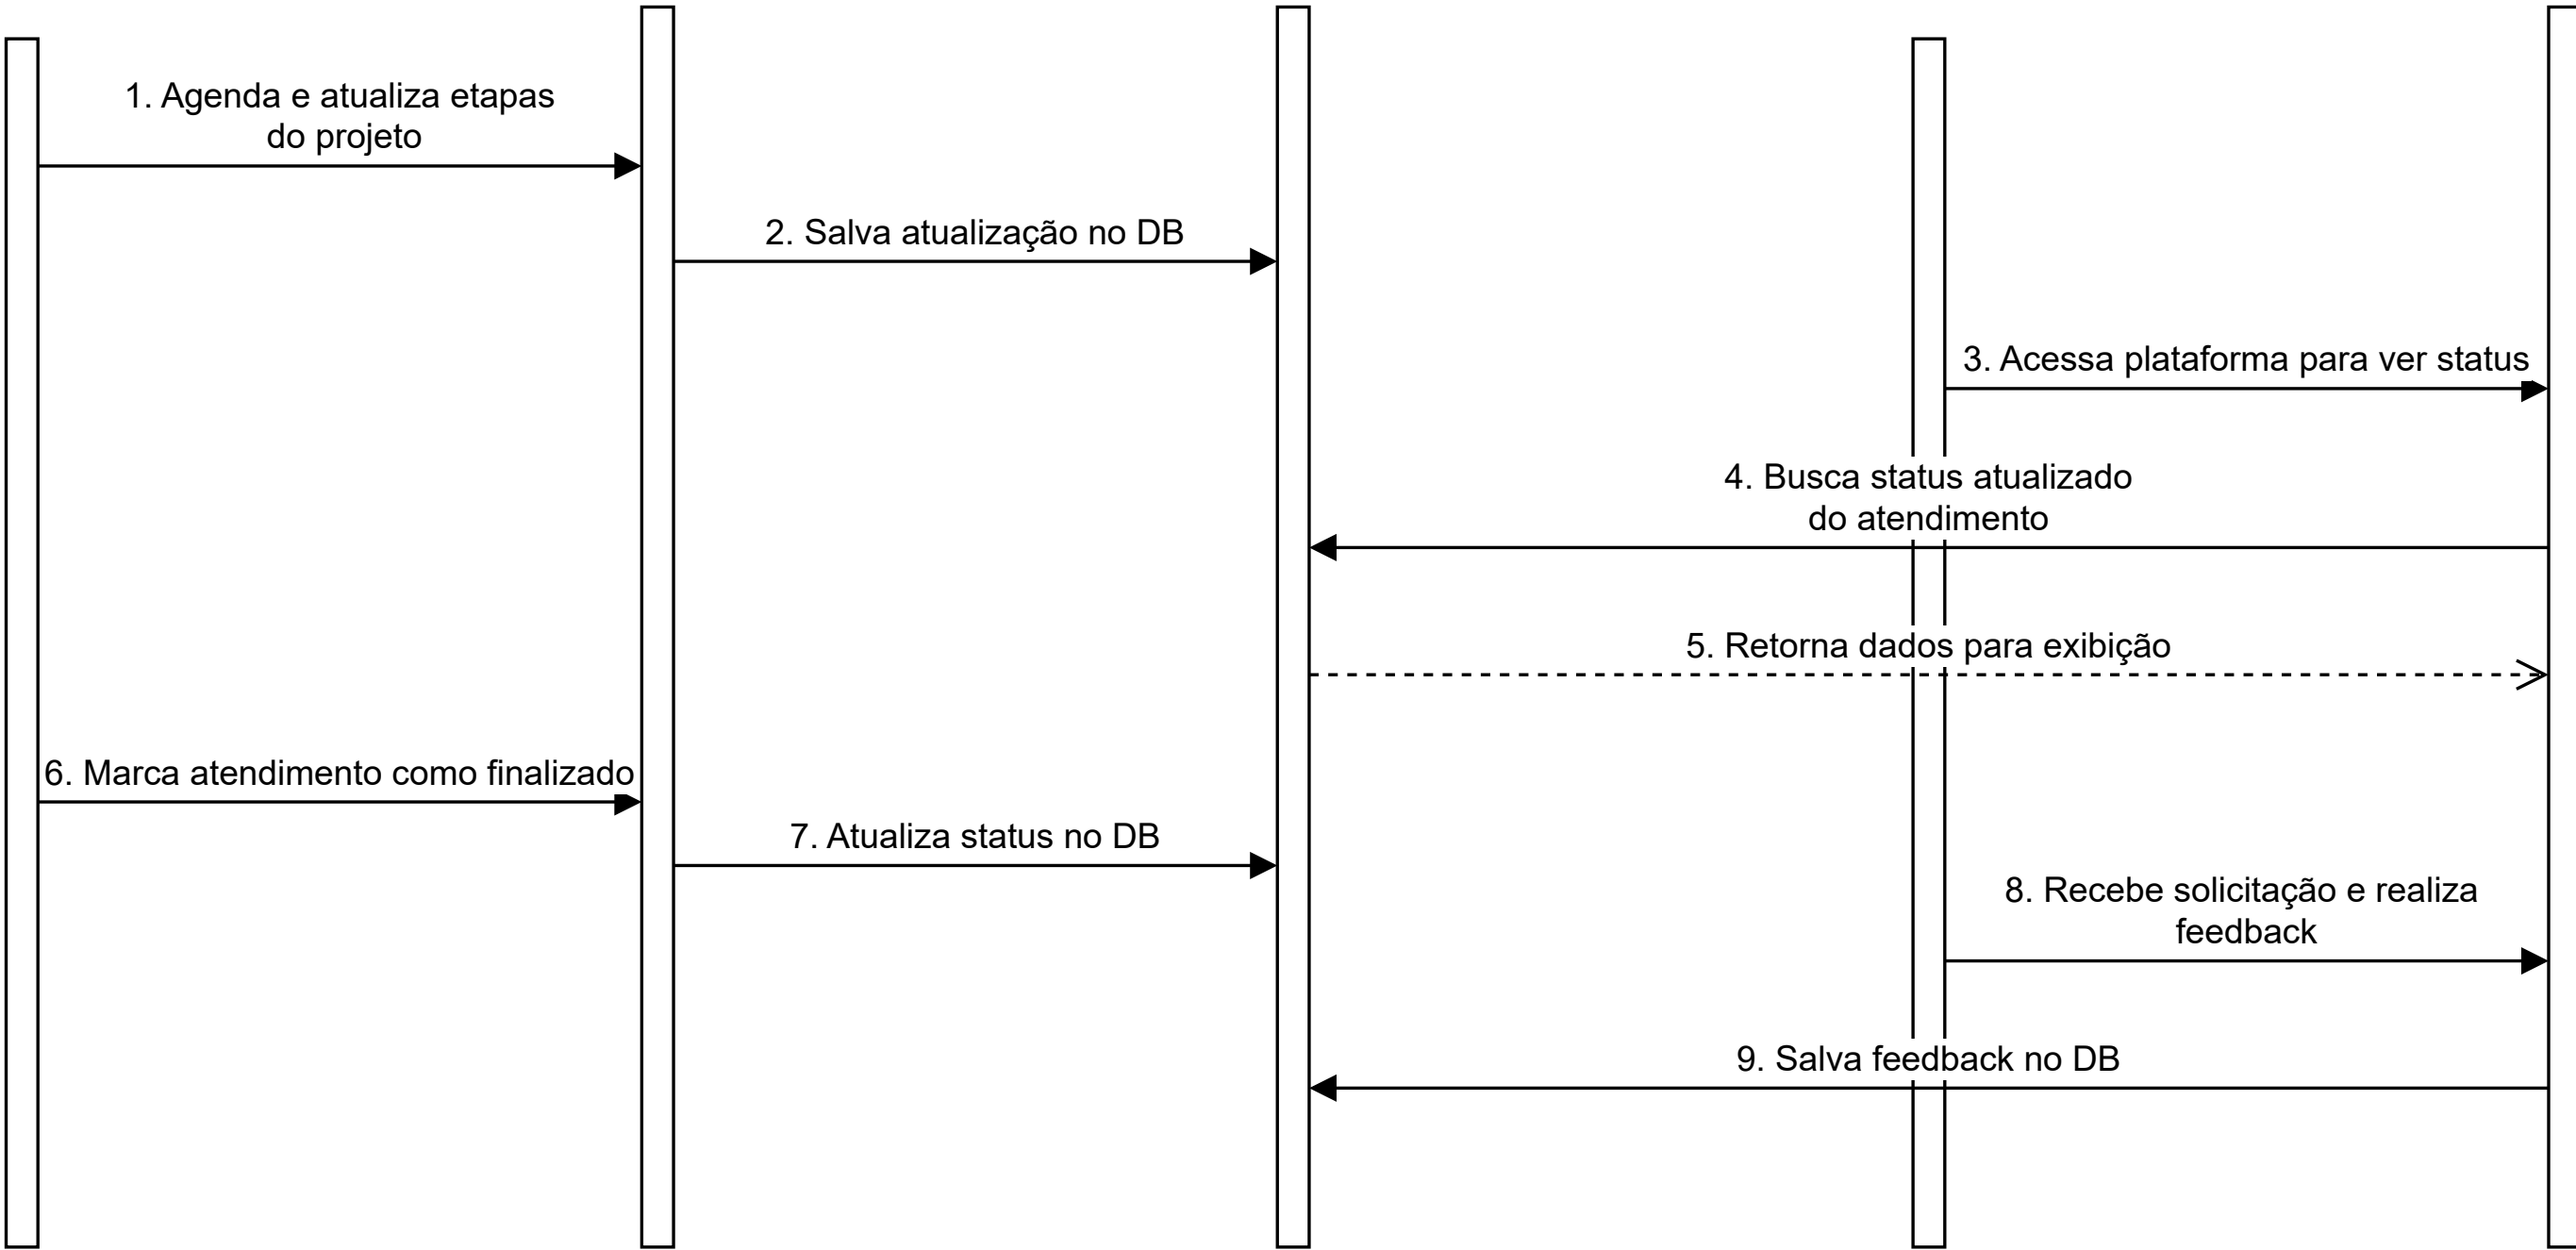 1. Agenda e atualiza etapas
do projeto
2. Salva atualização no DB
3. Acessa plataforma para ver status
4. Busca status atualizado
do atendimento
5. Retorna dados para exibição
6. Marca atendimento como finalizado
7. Atualiza status no DB
8. Recebe solicitação e realiza
feedback
9. Salva feedback no DB